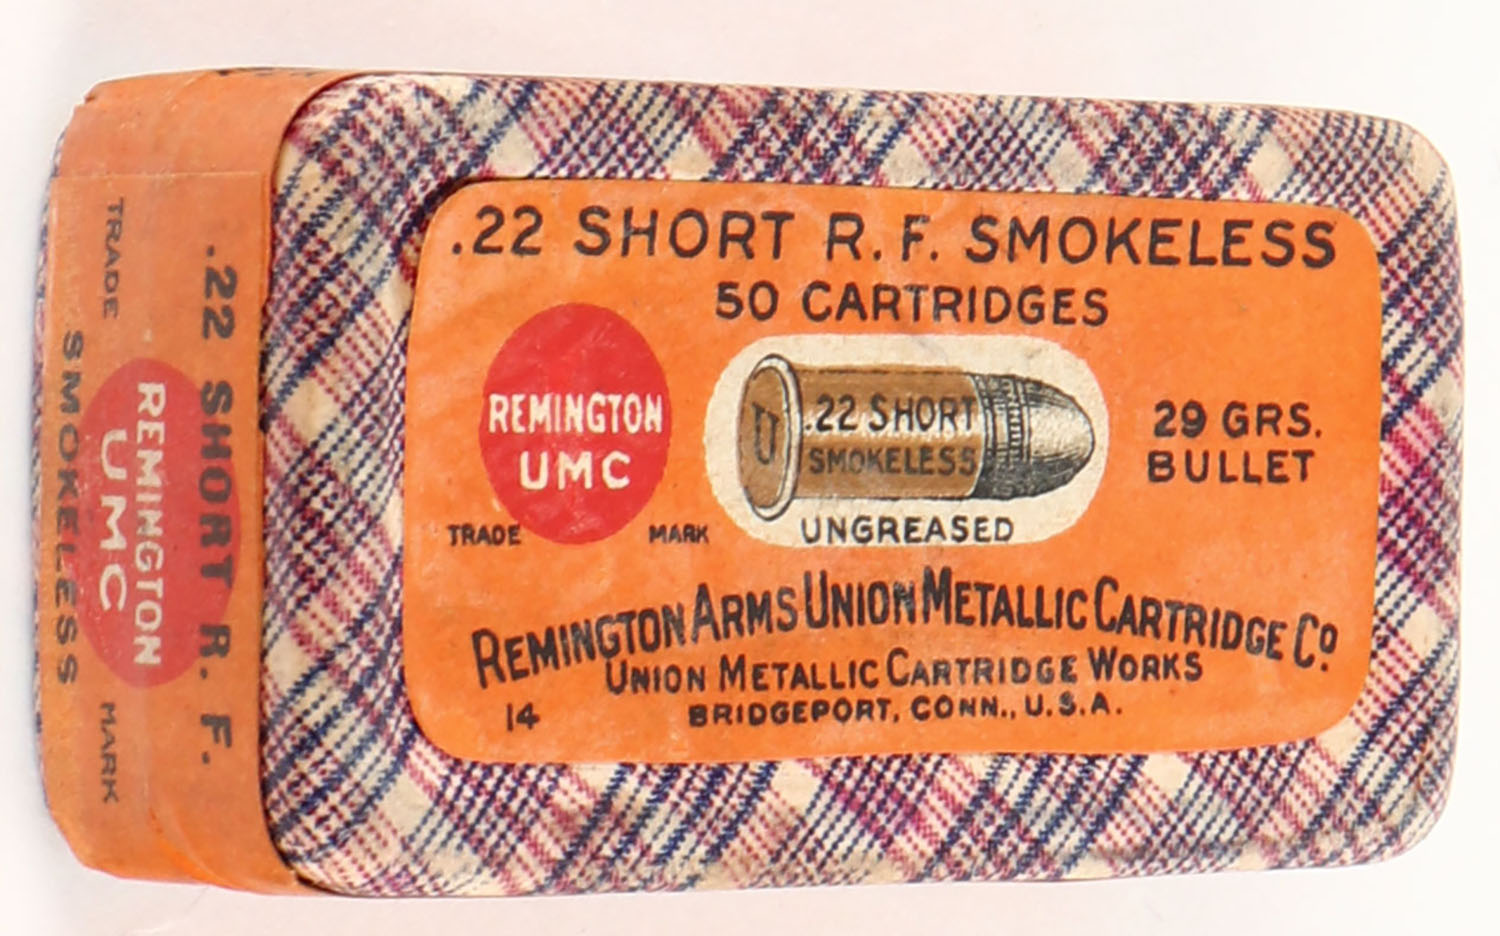 .22 SHORT R. F. SMOKELESS
50 CARTRIDGES
REMINGTON
UMC
TRADE MARK
U
.22 SHORT
SMOKELESS
UNGREASED
29 GRS.
BULLET
REMINGTON ARMS UNION METALLIC CARTRIDGE CO.
UNION METALLIC CARTRIDGE WORKS
14
BRIDGEPORT, CONN., U.S.A.
.22 SHORT R. F.
REMINGTON
UMC
TRADE MARK
SMOKELESS